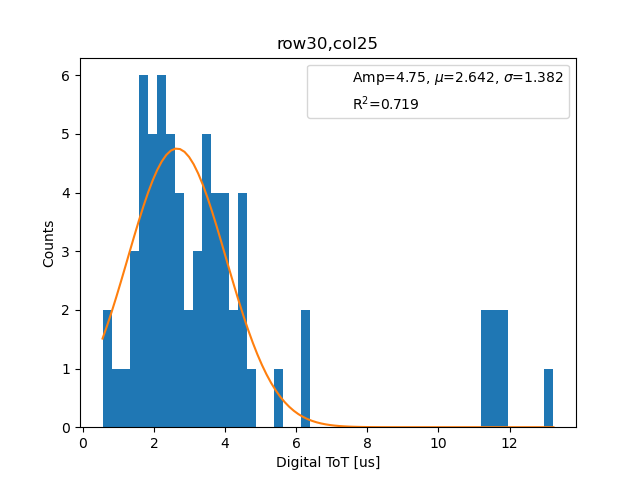 row30,col25
Amp=4.75, μ=2.642, σ=1.382
R²=0.719
Counts
6
5
4
3
2
1
0
0 2 4 6 8 10 12
Digital ToT [us]